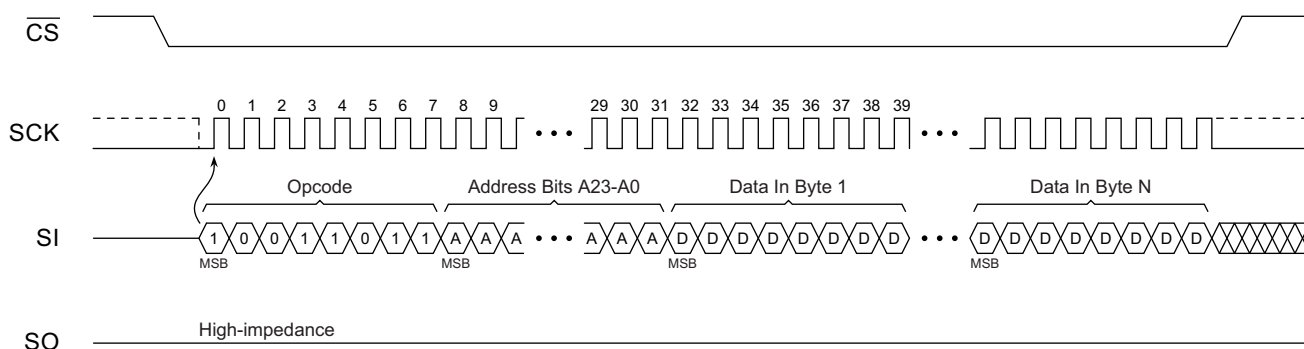 CS
SCK
0 1 2 3 4 5 6 7 8 9 ••• 29 30 31 32 33 34 35 36 37 38 39 •••
Opcode Address Bits A23-A0 Data In Byte 1 Data In Byte N
SI
1 0 0 1 1 0 1 1 A A A ••• A A A D D D D D D D D ••• D D D D D D D D
MSB MSB MSB MSB
High-impedance
SO